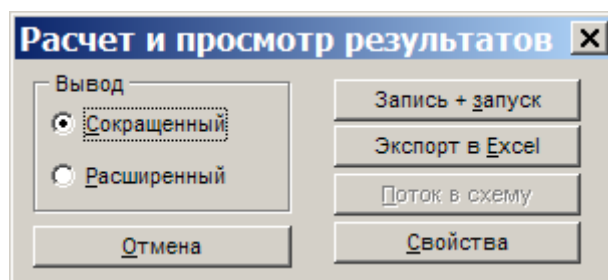 Расчет и просмотр результатов
Вывод
Сокращенный
Расширенный
Отмена
Запись + запуск
Экспорт в Excel
Поток в схему
Свойства